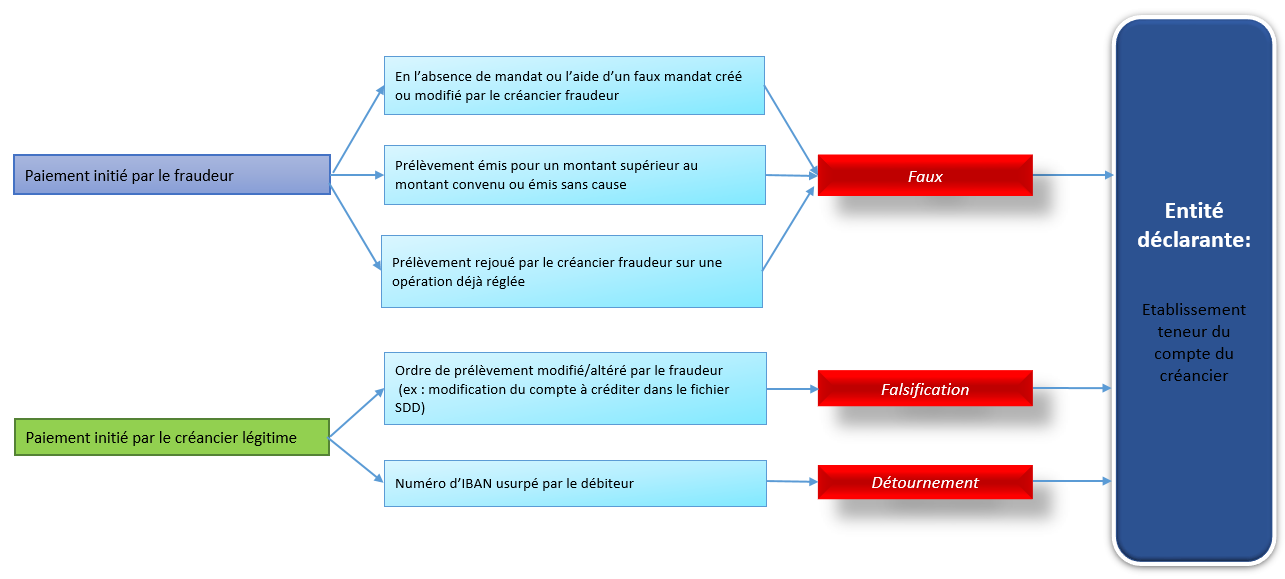 Paiement initié par le fraudeur
En l’absence de mandat ou l’aide d’un faux mandat créé
ou modifié par le créancier fraudeur
Prélèvement émis pour un montant supérieur au
montant convenu ou émis sans cause
Prélèvement rejoué par le créancier fraudeur sur une
opération déjà réglée
Faux
Paiement initié par le créancier légitime
Ordre de prélèvement modifié/altéré par le fraudeur
(ex : modification du compte à créditer dans le fichier
SDD)
Falsification
Numéro d’IBAN usurpé par le débiteur
Détournement
Entité
déclarante:
Etablissement
teneur du
compte du
créancier